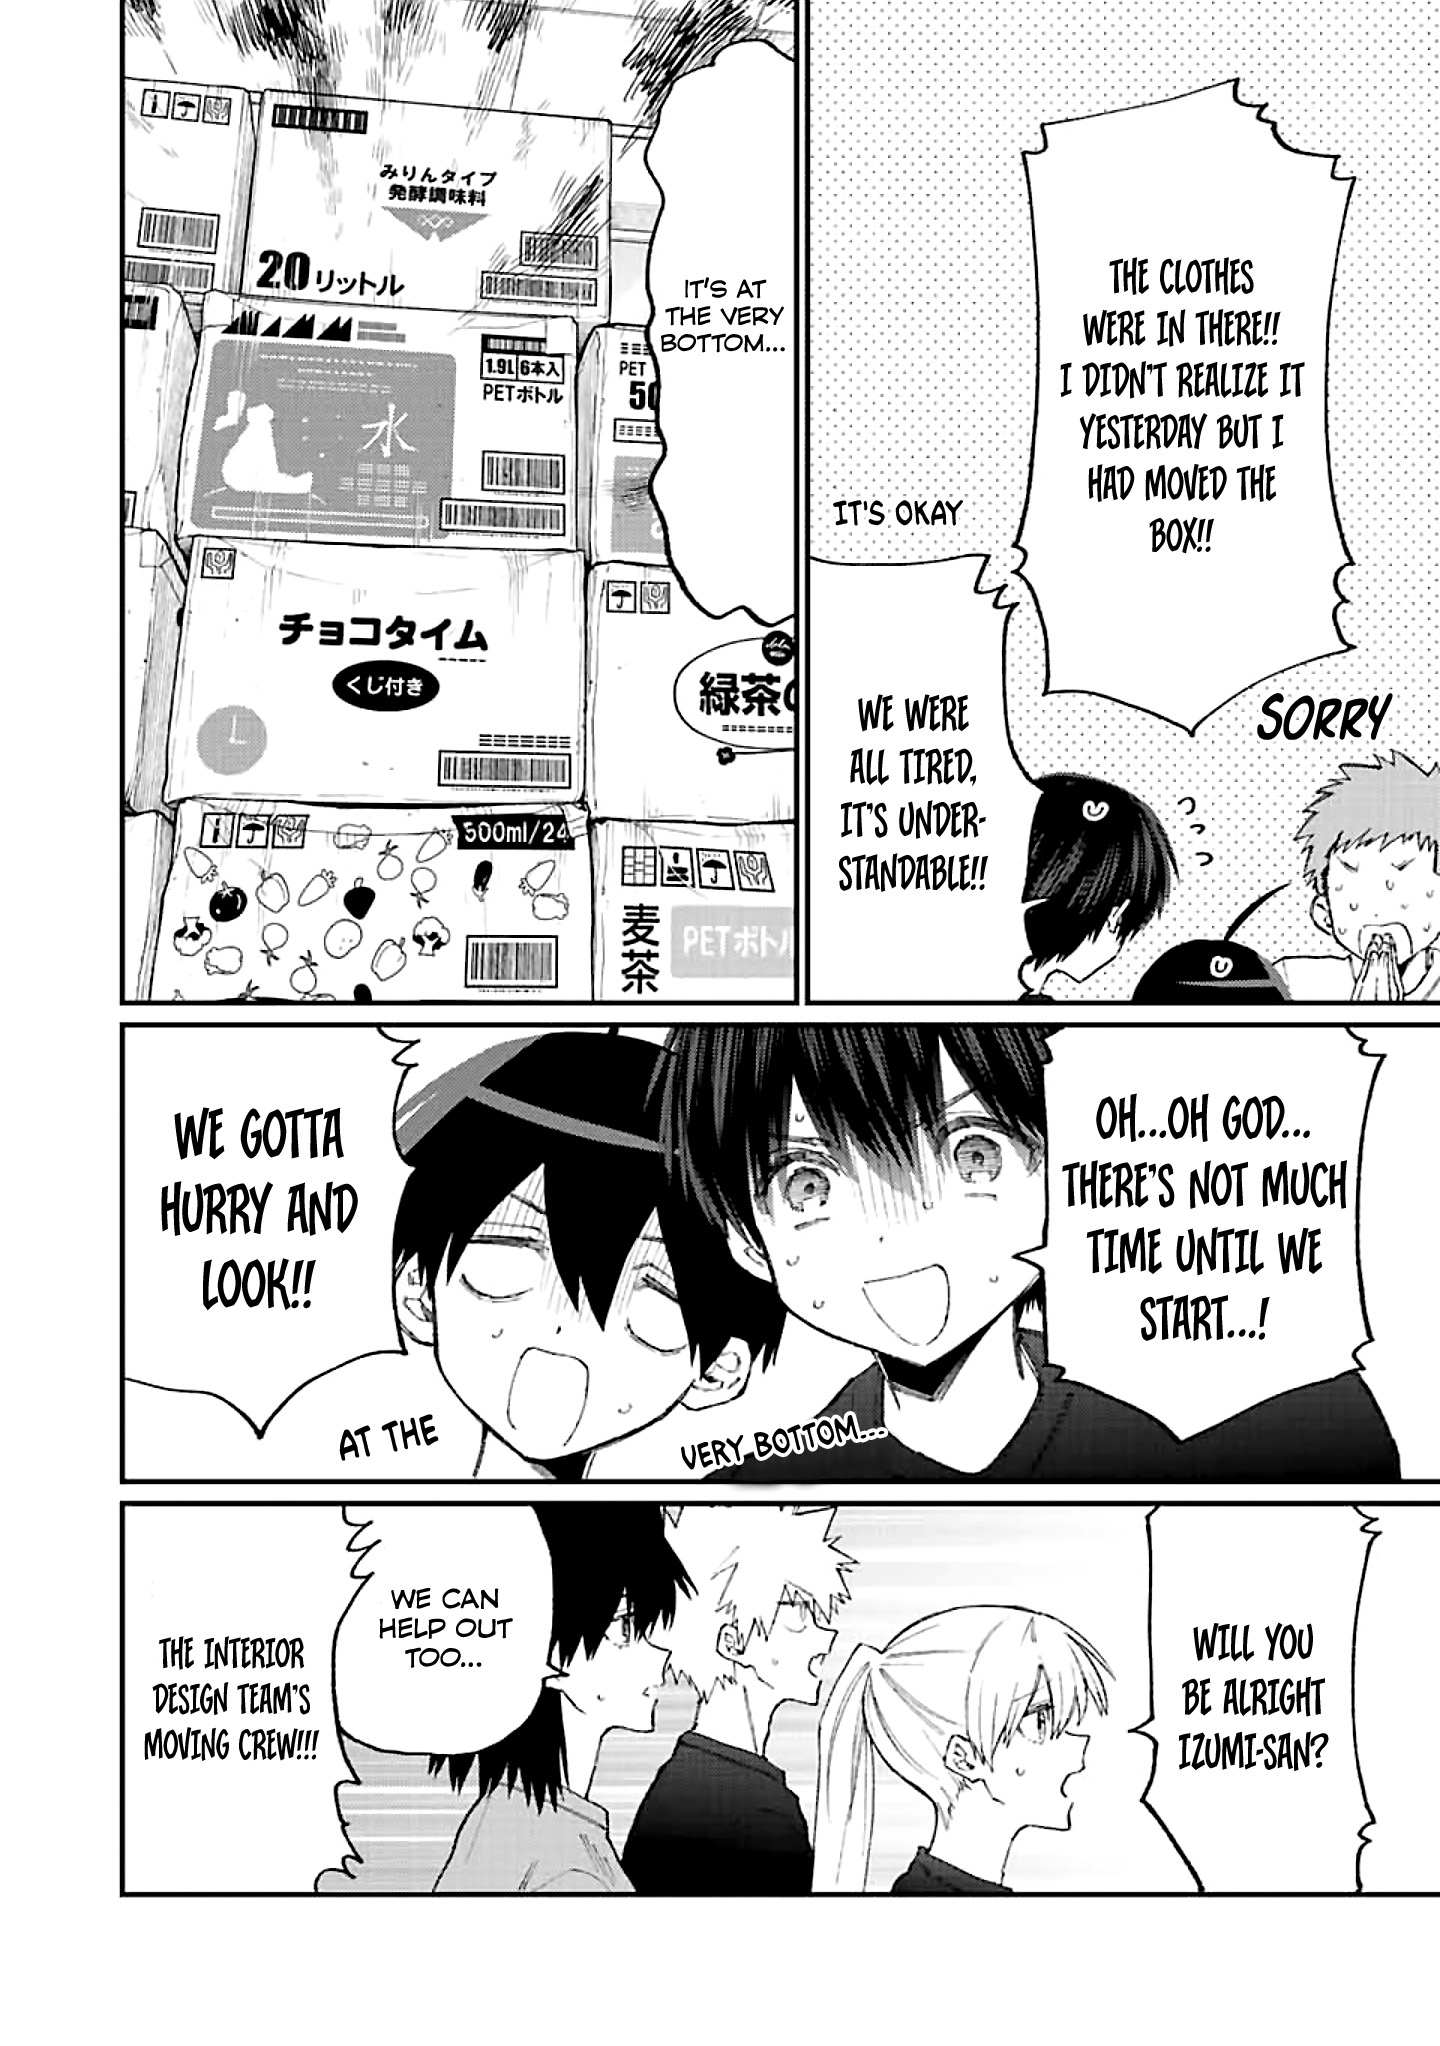 THE CLOTHES
WERE IN THERE!!
I DIDN'T REALIZE IT
YESTERDAY BUT I
HAD MOVED THE
BOX!!
SORRY
IT'S OKAY
WE WERE
ALL TIRED,
IT'S UNDER-
STANDABLE!!
IT'S AT
THE VERY
BOTTOM...
みりんタイプ
発酵調味料
20リットル
1.9L 6本入
PETボトル
水
PET
50
チョコタイム
くじ付き
緑茶の
500ml/24
麦茶
PETボトル
OH...OH GOD...
THERE'S NOT MUCH
TIME UNTIL WE
START...!
WE GOTTA
HURRY AND
LOOK!!
AT THE
VERY BOTTOM...
WILL YOU
BE ALRIGHT
IZUMI-SAN?
WE CAN
HELP OUT
TOO...
THE INTERIOR
DESIGN TEAM'S
MOVING CREW!!!